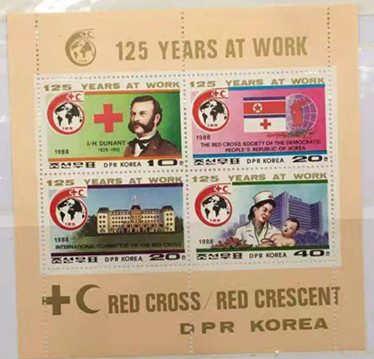 125 YEARS AT WORK
125 YEARS AT WORK
J.H. DUNANT
1828-1910
1988
DPR KOREA
조선우표 10전
125 YEARS AT WORK
THE RED CROSS SOCIETY OF THE DEMOCRATIC
PEOPLE'S REPUBLIC OF KOREA
1988
DPR KOREA
조선우표 20전
125 YEARS AT WORK
1988
INTERNATIONAL COMMITTEE OF THE RED CROSS
DPR KOREA
조선우표 20전
125 YEARS AT WORK
1988
DPR KOREA
조선우표 40전
RED CROSS/RED CRESCENT
DPR KOREA